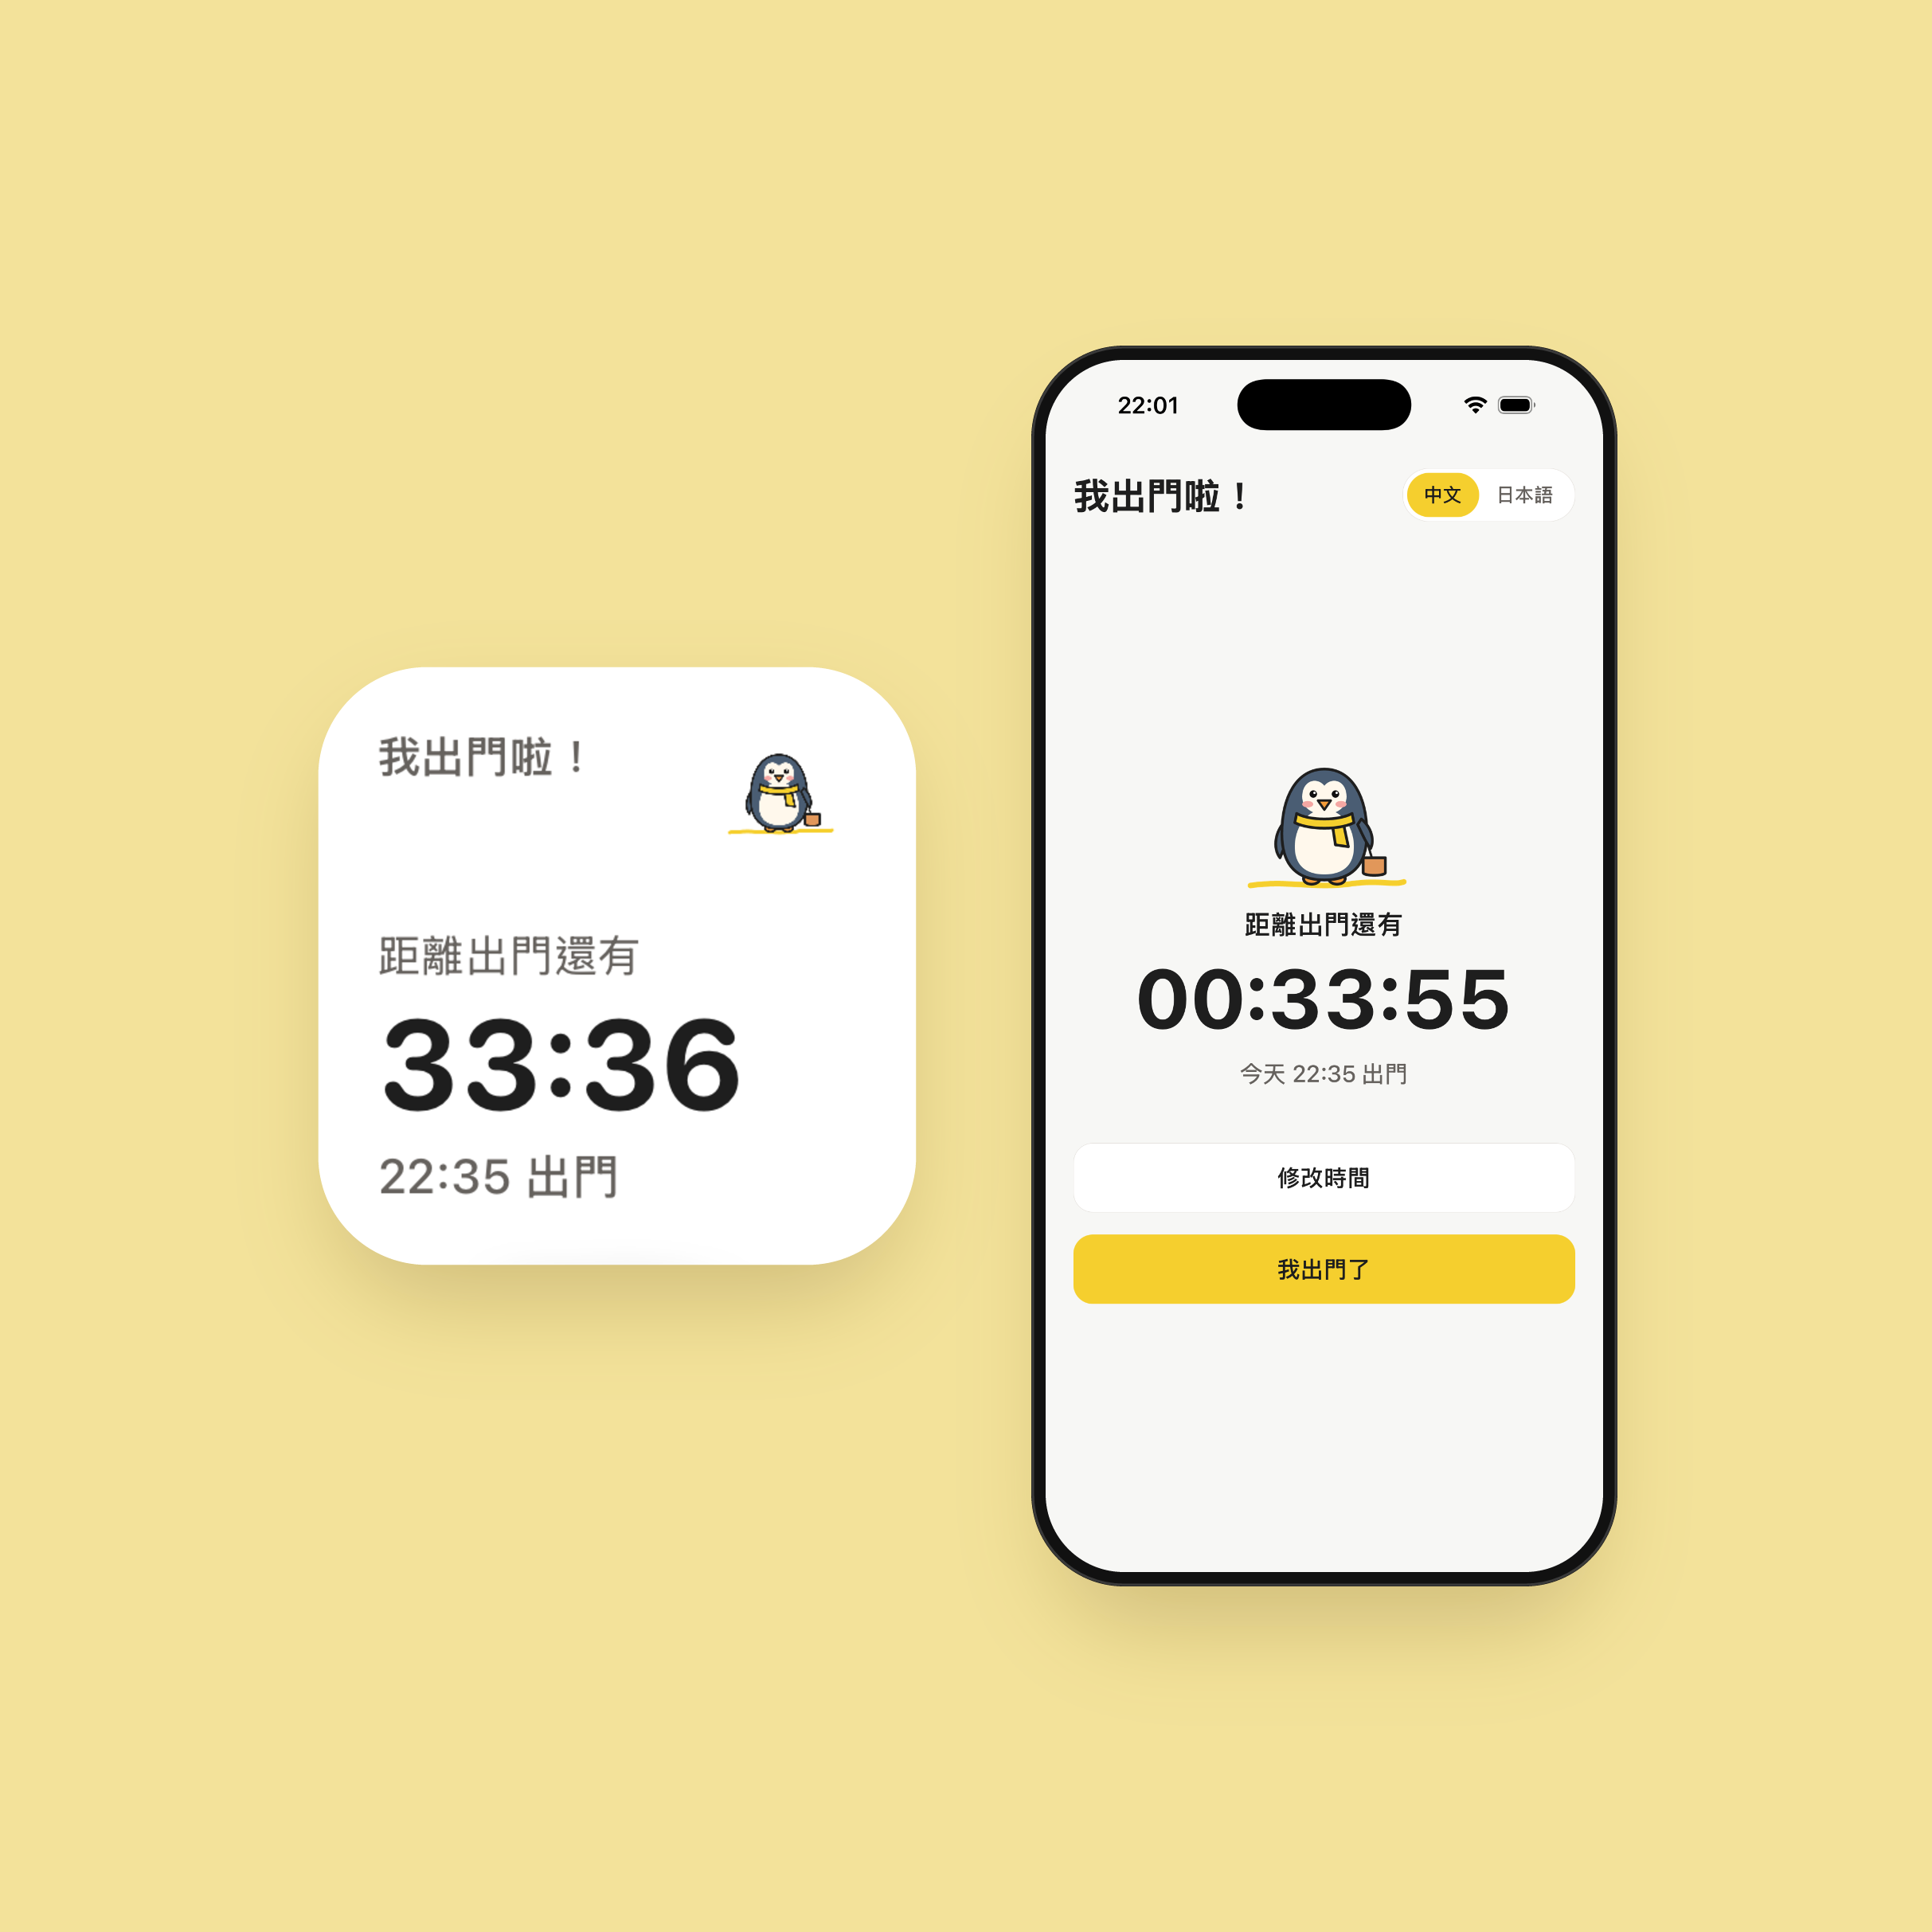 我出門啦！
距離出門還有
33:36
22:35 出門
22:01
我出門啦！
中文 日本語
距離出門還有
00:33:55
今天 22:35 出門
修改時間
我出門了